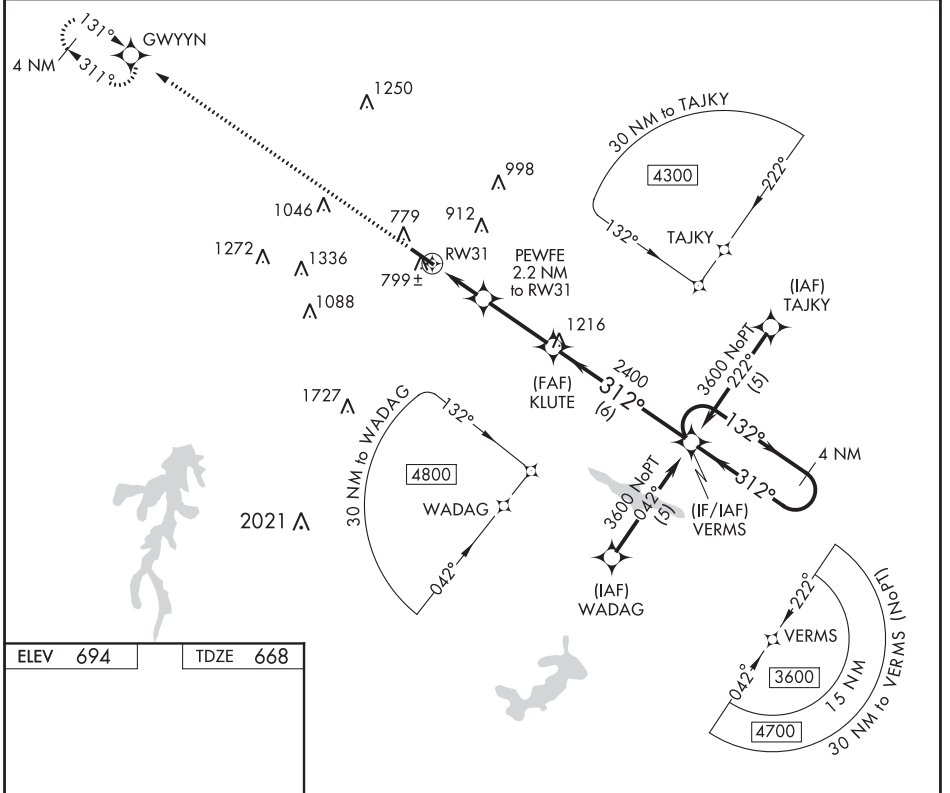 131°
GWYYN
4 NM
311°
1250
30 NM to TAJKY
4300
222°
998
132°
TAJKY
1046
779
912
RW31
PEWFE
2.2 NM
to RW31
1272
1336
799±
1088
(IAF)
TAJKY
1216
3600 NoPT
222°
(5)
2400
312°
(6)
(FAF)
KLUTE
1727
30 NM to WADAG
132°
4800
WADAG
042°
132°
4 NM
312°
(IF/IAF)
VERMS
3600 NoPT
042°
(5)
2021
(IAF)
WADAG
222°
VERMS
042°
3600
15 NM
4700
30 NM to VERMS (NoPT)
ELEV 694
TDZE 668